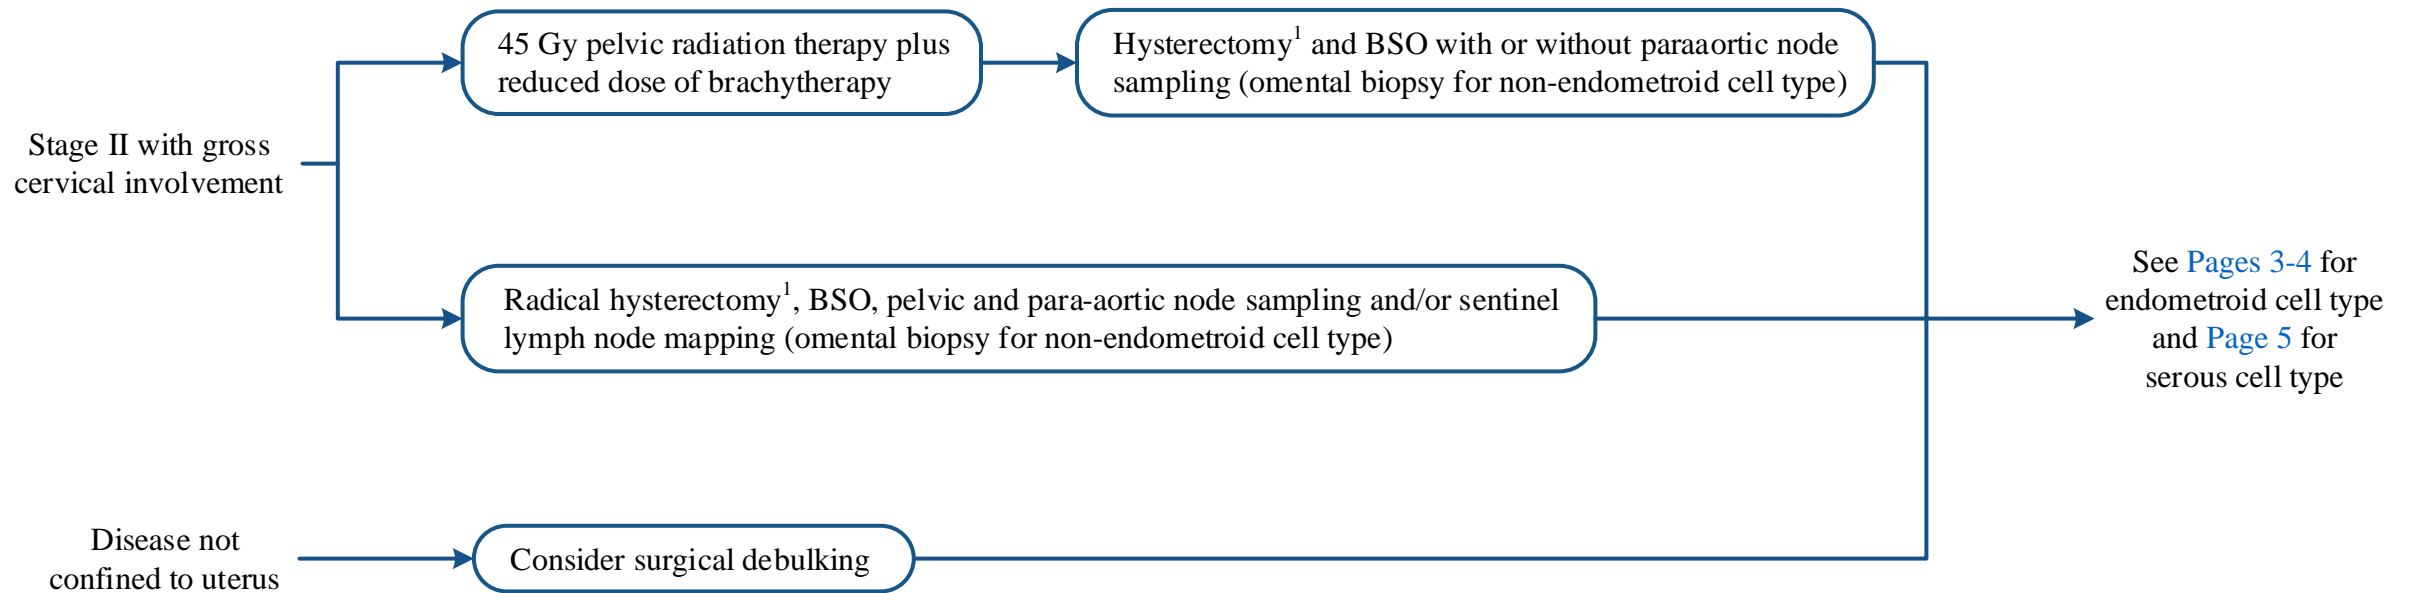 45 Gy pelvic radiation therapy plus
reduced dose of brachytherapy
Hysterectomy¹ and BSO with or without paraaortic node
sampling (omental biopsy for non-endometroid cell type)
Stage II with gross
cervical involvement
Radical hysterectomy¹, BSO, pelvic and para-aortic node sampling and/or sentinel
lymph node mapping (omental biopsy for non-endometroid cell type)
See Pages 3-4 for
endometroid cell type
and Page 5 for
serous cell type
Disease not
confined to uterus
Consider surgical debulking